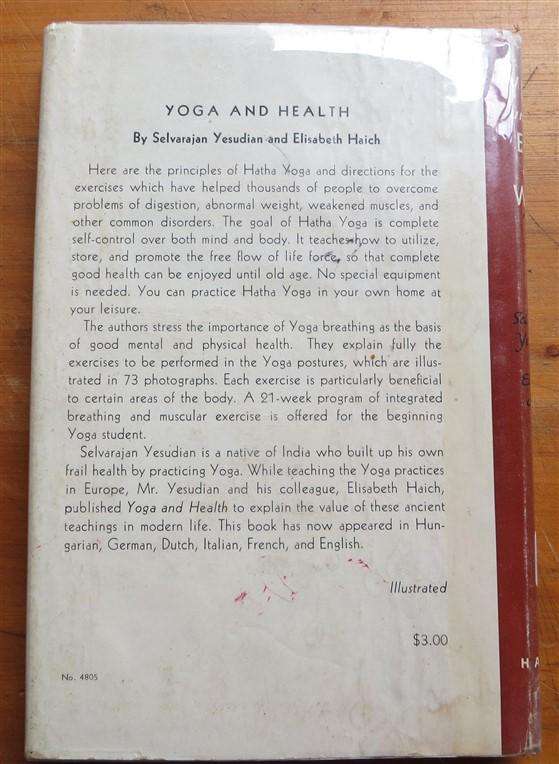 YOGA AND HEALTH
By Selvarajan Yesudian and Elisabeth Haich
Here are the principles of Hatha Yoga and directions for the
exercises which have helped thousands of people to overcome
problems of digestion, abnormal weight, weakened muscles, and
other common disorders. The goal of Hatha Yoga is complete
self-control over both mind and body. It teaches how to utilize,
store, and promote the free flow of life force, so that complete
good health can be enjoyed until old age. No special equipment
is needed. You can practice Hatha Yoga in your own home at
your leisure.
The authors stress the importance of Yoga breathing as the basis
of good mental and physical health. They explain fully the
exercises to be performed in the Yoga postures, which are illus-
trated in 73 photographs. Each exercise is particularly beneficial
to certain areas of the body. A 21-week program of integrated
breathing and muscular exercise is offered for the beginning
Yoga student.
Selvarajan Yesudian is a native of India who built up his own
frail health by practicing Yoga. While teaching the Yoga practices
in Europe, Mr. Yesudian and his colleague, Elisabeth Haich,
published Yoga and Health to explain the value of these ancient
teachings in modern life. This book has now appeared in Hun-
garian, German, Dutch, Italian, French, and English.
Illustrated
$3.00
No. 4805